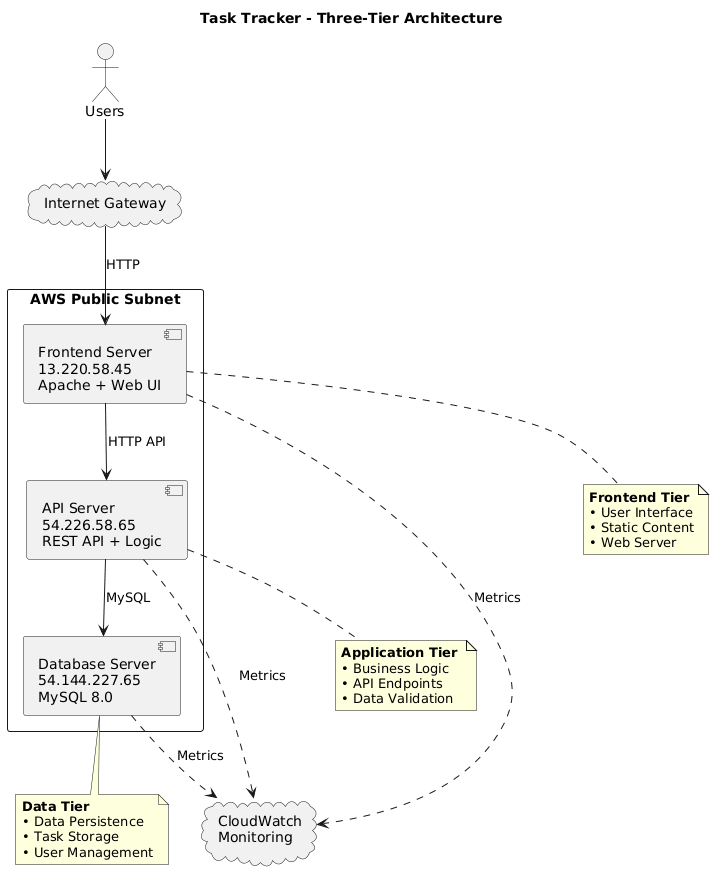 Task Tracker - Three-Tier Architecture
Users
Internet Gateway
HTTP
AWS Public Subnet
Frontend Server
13.220.58.45
Apache + Web UI
HTTP API
Frontend Tier
• User Interface
• Static Content
• Web Server
API Server
54.226.58.65
REST API + Logic
MySQL
Metrics
Application Tier
• Business Logic
• API Endpoints
• Data Validation
Database Server
54.144.227.65
MySQL 8.0
Metrics
Metrics
Data Tier
• Data Persistence
• Task Storage
• User Management
CloudWatch
Monitoring